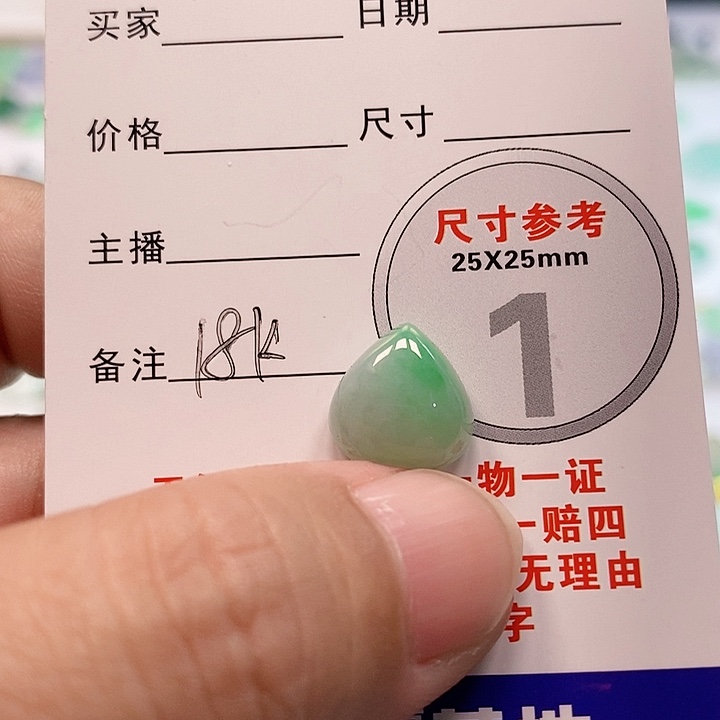 买家 日期
价格 尺寸
尺寸参考
25X25mm
主播
1
备注 18k
一物一证
一赔四
无理由
字